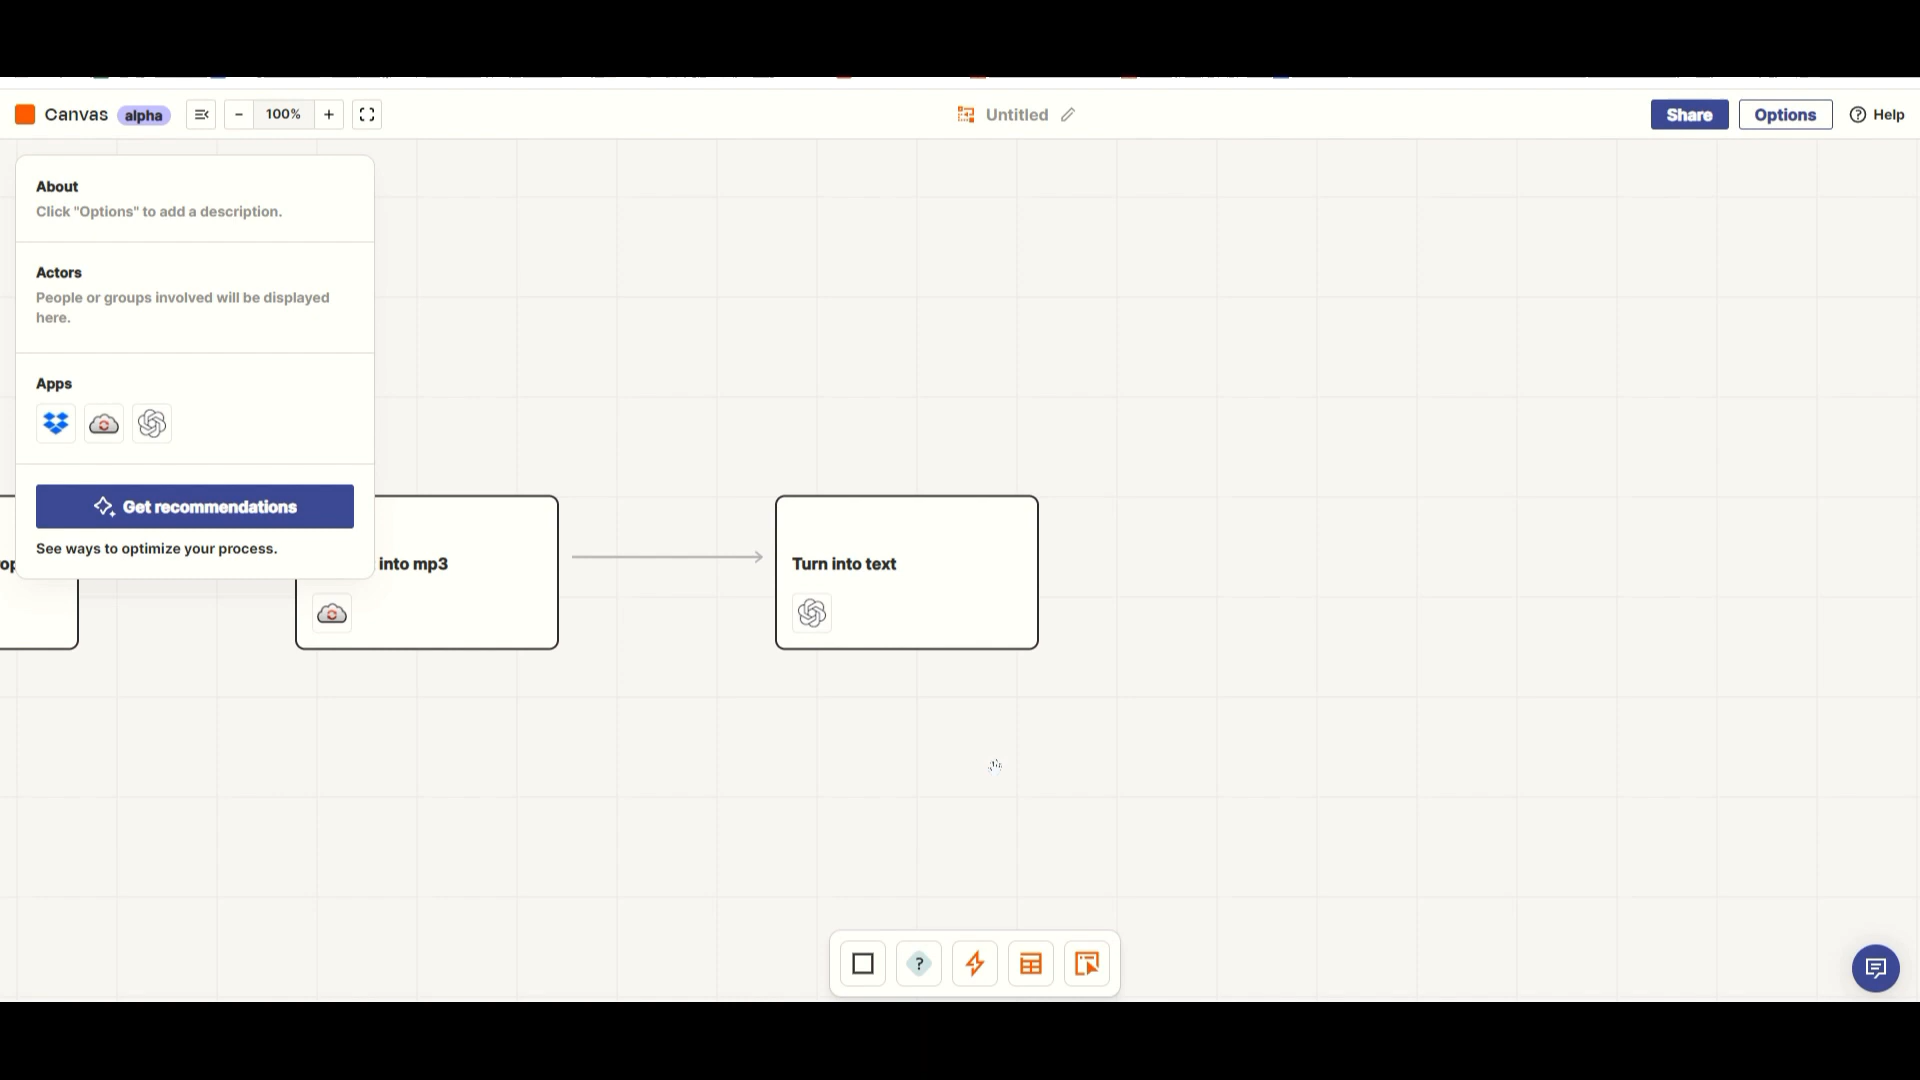 Canvas alpha
- 100% +
Untitled
Share
Options
? Help
About
Click "Options" to add a description.
Actors
People or groups involved will be displayed
here.
Apps
Get recommendations
See ways to optimize your process.
into mp3
Turn into text
?